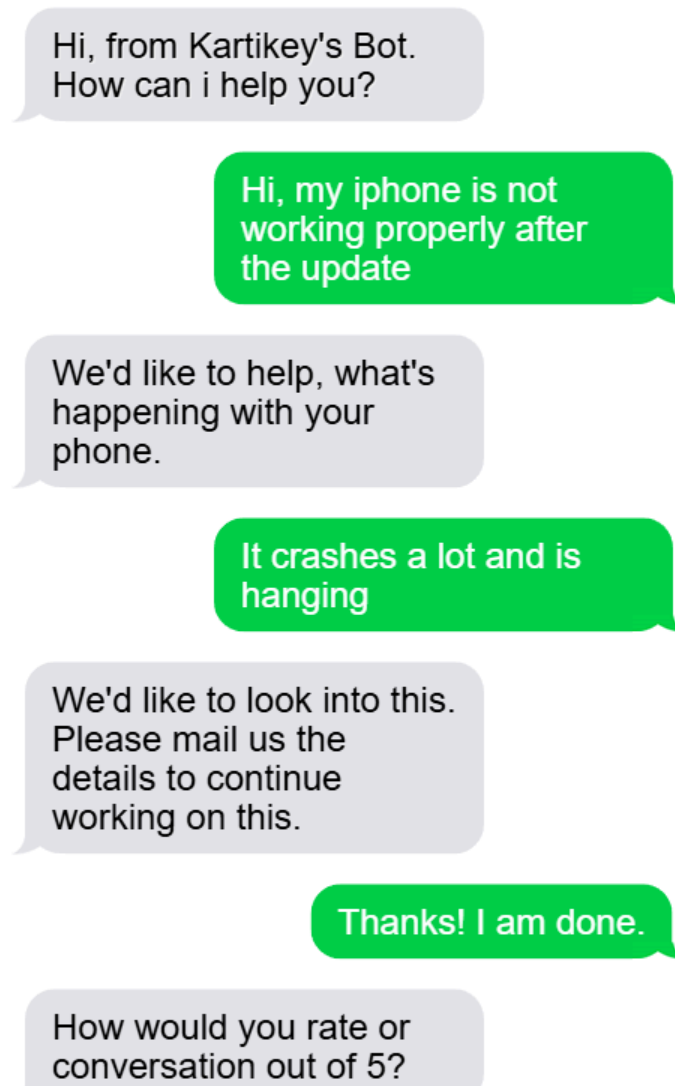 Hi, from Kartikey's Bot.
How can i help you?
Hi, my iphone is not
working properly after
the update
We'd like to help, what's
happening with your
phone.
It crashes a lot and is
hanging
We'd like to look into this.
Please mail us the
details to continue
working on this.
Thanks! I am done.
How would you rate or
conversation out of 5?